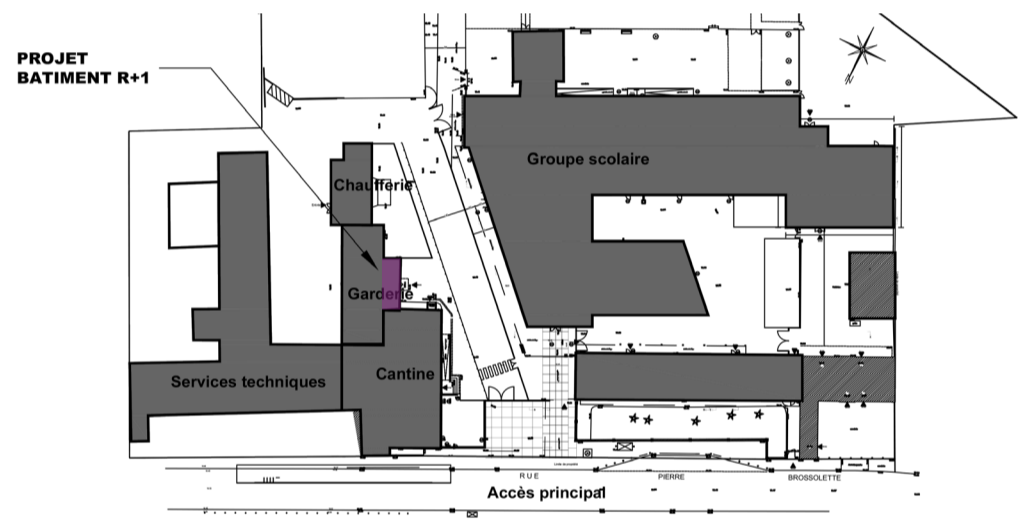 PROJET
BATIMENT R+1
Groupe scolaire
Chaufferie
Garderie
Services techniques
Cantine
RUE PIERRE BROSSOLETTE
Accès principal